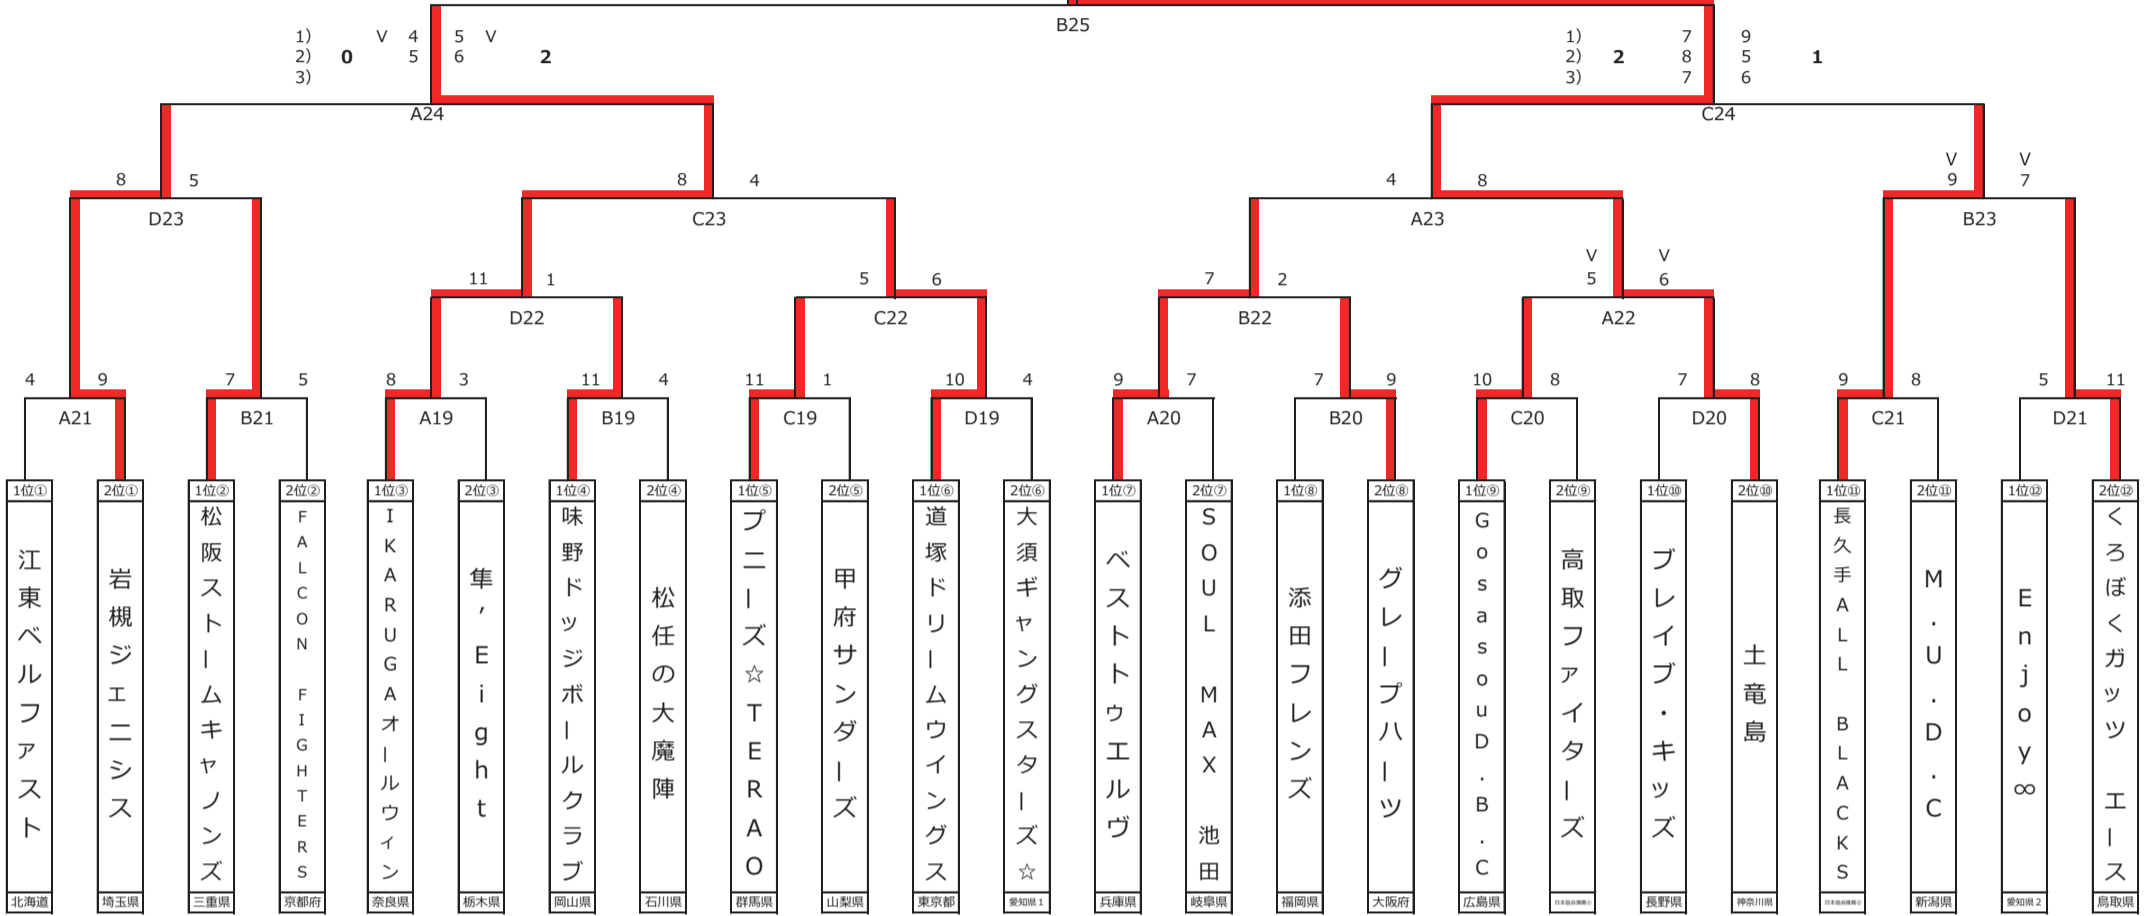 B25
1) V 4 5 V
2) 0 5 6 2
3)
1) 7 9
2) 2 8 5 1
3) 7 6
A24
C24
8 5
8 4
4 8
V V
9 7
D23
C23
A23
B23
11 1
5 6
7 2
V V
5 6
D22
C22
B22
A22
4 9
7 5
8 3
11 4
11 1
10 4
9 7
7 9
10 8
7 8
9 8
5 11
A21
B21
A19
B19
C19
D19
A20
B20
C20
D20
C21
D21
1位①
江東ベルファスト
北海道
2位①
岩槻ジェニシス
埼玉県
1位②
松阪ストームキャノンズ
三重県
2位②
FALCON FIGHTERS
京都府
1位③
IKARUGAオールウイン
奈良県
2位③
隼’Eight
栃木県
1位④
味野ドッジボールクラブ
岡山県
2位④
松任の大魔陣
石川県
1位⑤
プニーズ☆TERAO
群馬県
2位⑤
甲府サンダーズ
山梨県
1位⑥
道塚ドリームウイングス
東京都
2位⑥
大須ギャングスターズ☆
愛知県1
1位⑦
ベストトゥエルヴ
兵庫県
2位⑦
SOUL MAX 池田
岐阜県
1位⑧
添田フレンズ
福岡県
2位⑧
グレープハーツ
大阪府
1位⑨
GosasouD.B.C
広島県
2位⑨
高取ファイターズ
日本協会推薦①
1位⑩
ブレイブ・キッズ
長野県
2位⑩
土竜島
神奈川県
1位⑪
長久手ALL BLACKS
日本協会推薦②
2位⑪
M.U.D.C
新潟県
1位⑫
Enjoy∞
愛知県2
2位⑫
くろぼくガッツ エース
鳥取県